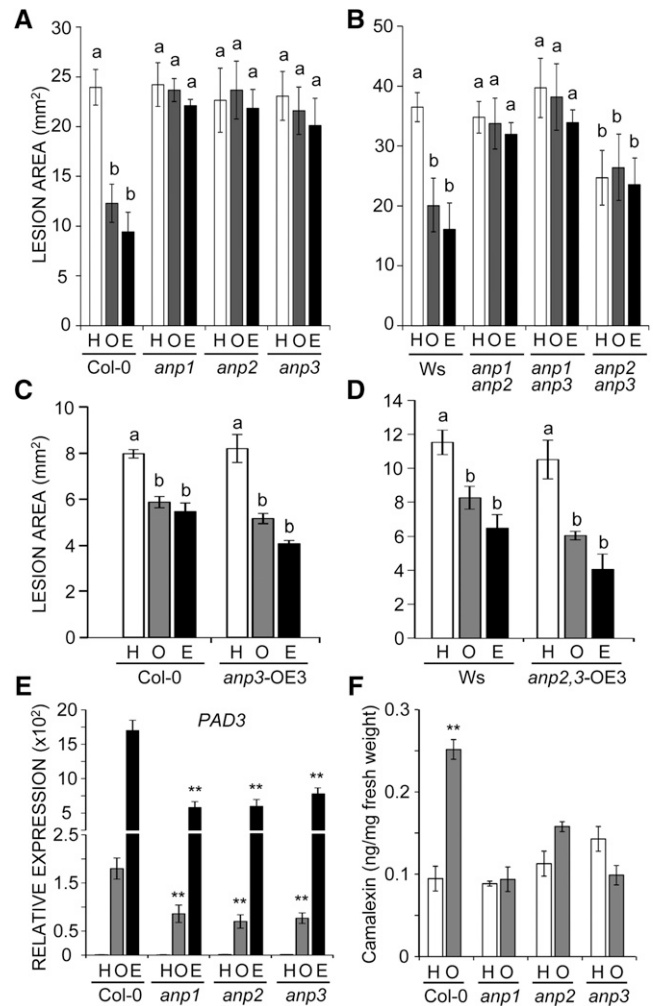 A
LESION AREA (mm²)
30
25
20
15
10
5
0
a
b
b
a
a
a
a
a
a
a
a
a
H O E
H O E
H O E
H O E
Col-0
anp1
anp2
anp3
B
50
40
30
20
10
0
a
b
b
a
a
a
a
a
a
b
b
b
H O E
H O E
H O E
H O E
Ws
anp1
anp2
anp1
anp3
anp2
anp3
C
LESION AREA (mm²)
10
8
6
4
2
0
a
b
b
a
b
b
H O E
H O E
Col-0
anp3-OE3
D
14
12
10
8
6
4
2
0
a
b
b
a
b
b
H O E
H O E
Ws
anp2,3-OE3
E
PAD3
RELATIVE EXPRESSION (x10²)
20
15
10
5
2.5
1.5
0
**
**
**
**
**
**
H O E
H O E
H O E
H O E
Col-0
anp1
anp2
anp3
F
Camalexin (ng/mg fresh weight)
0.3
0.2
0.1
0
**
H O
H O
H O
H O
Col-0
anp1
anp2
anp3